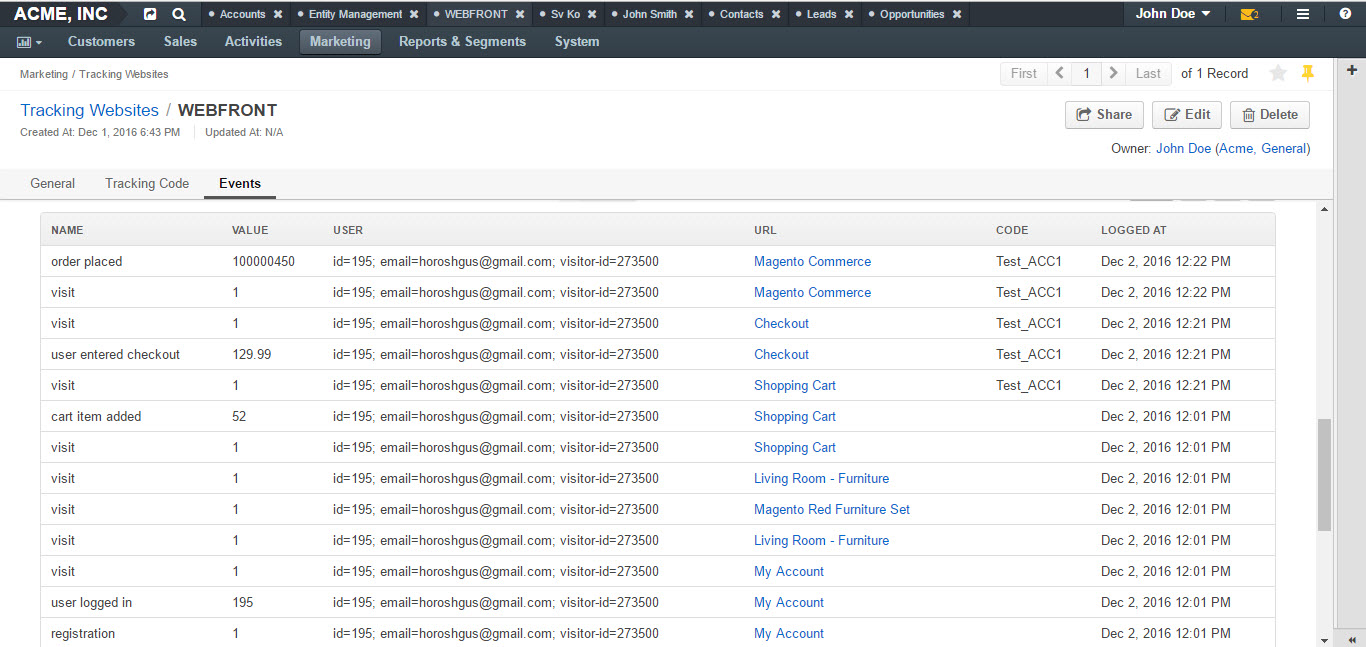 ACME, INC Accounts Entity Management WEBFRONT Sv Ko John Smith Contacts Leads Opportunities John Doe 2 ?
Customers Sales Activities Marketing Reports & Segments System
Marketing / Tracking Websites First 1 Last of 1 Record
Tracking Websites / WEBFRONT Share Edit Delete
Created At: Dec 1, 2016 6:43 PM Updated At: N/A
Owner: John Doe (Acme, General)
General Tracking Code Events
NAME VALUE USER URL CODE LOGGED AT
order placed 100000450 id=195; email=horoshgus@gmail.com; visitor-id=273500 Magento Commerce Test_ACC1 Dec 2, 2016 12:22 PM
visit 1 id=195; email=horoshgus@gmail.com; visitor-id=273500 Magento Commerce Test_ACC1 Dec 2, 2016 12:22 PM
visit 1 id=195; email=horoshgus@gmail.com; visitor-id=273500 Checkout Test_ACC1 Dec 2, 2016 12:21 PM
user entered checkout 129.99 id=195; email=horoshgus@gmail.com; visitor-id=273500 Checkout Test_ACC1 Dec 2, 2016 12:21 PM
visit 1 id=195; email=horoshgus@gmail.com; visitor-id=273500 Shopping Cart Test_ACC1 Dec 2, 2016 12:21 PM
cart item added 52 id=195; email=horoshgus@gmail.com; visitor-id=273500 Shopping Cart Dec 2, 2016 12:01 PM
visit 1 id=195; email=horoshgus@gmail.com; visitor-id=273500 Shopping Cart Dec 2, 2016 12:01 PM
visit 1 id=195; email=horoshgus@gmail.com; visitor-id=273500 Living Room - Furniture Dec 2, 2016 12:01 PM
visit 1 id=195; email=horoshgus@gmail.com; visitor-id=273500 Magento Red Furniture Set Dec 2, 2016 12:01 PM
visit 1 id=195; email=horoshgus@gmail.com; visitor-id=273500 Living Room - Furniture Dec 2, 2016 12:01 PM
visit 1 id=195; email=horoshgus@gmail.com; visitor-id=273500 My Account Dec 2, 2016 12:01 PM
user logged in 195 id=195; email=horoshgus@gmail.com; visitor-id=273500 My Account Dec 2, 2016 12:01 PM
registration 1 id=195; email=horoshgus@gmail.com; visitor-id=273500 My Account Dec 2, 2016 12:01 PM